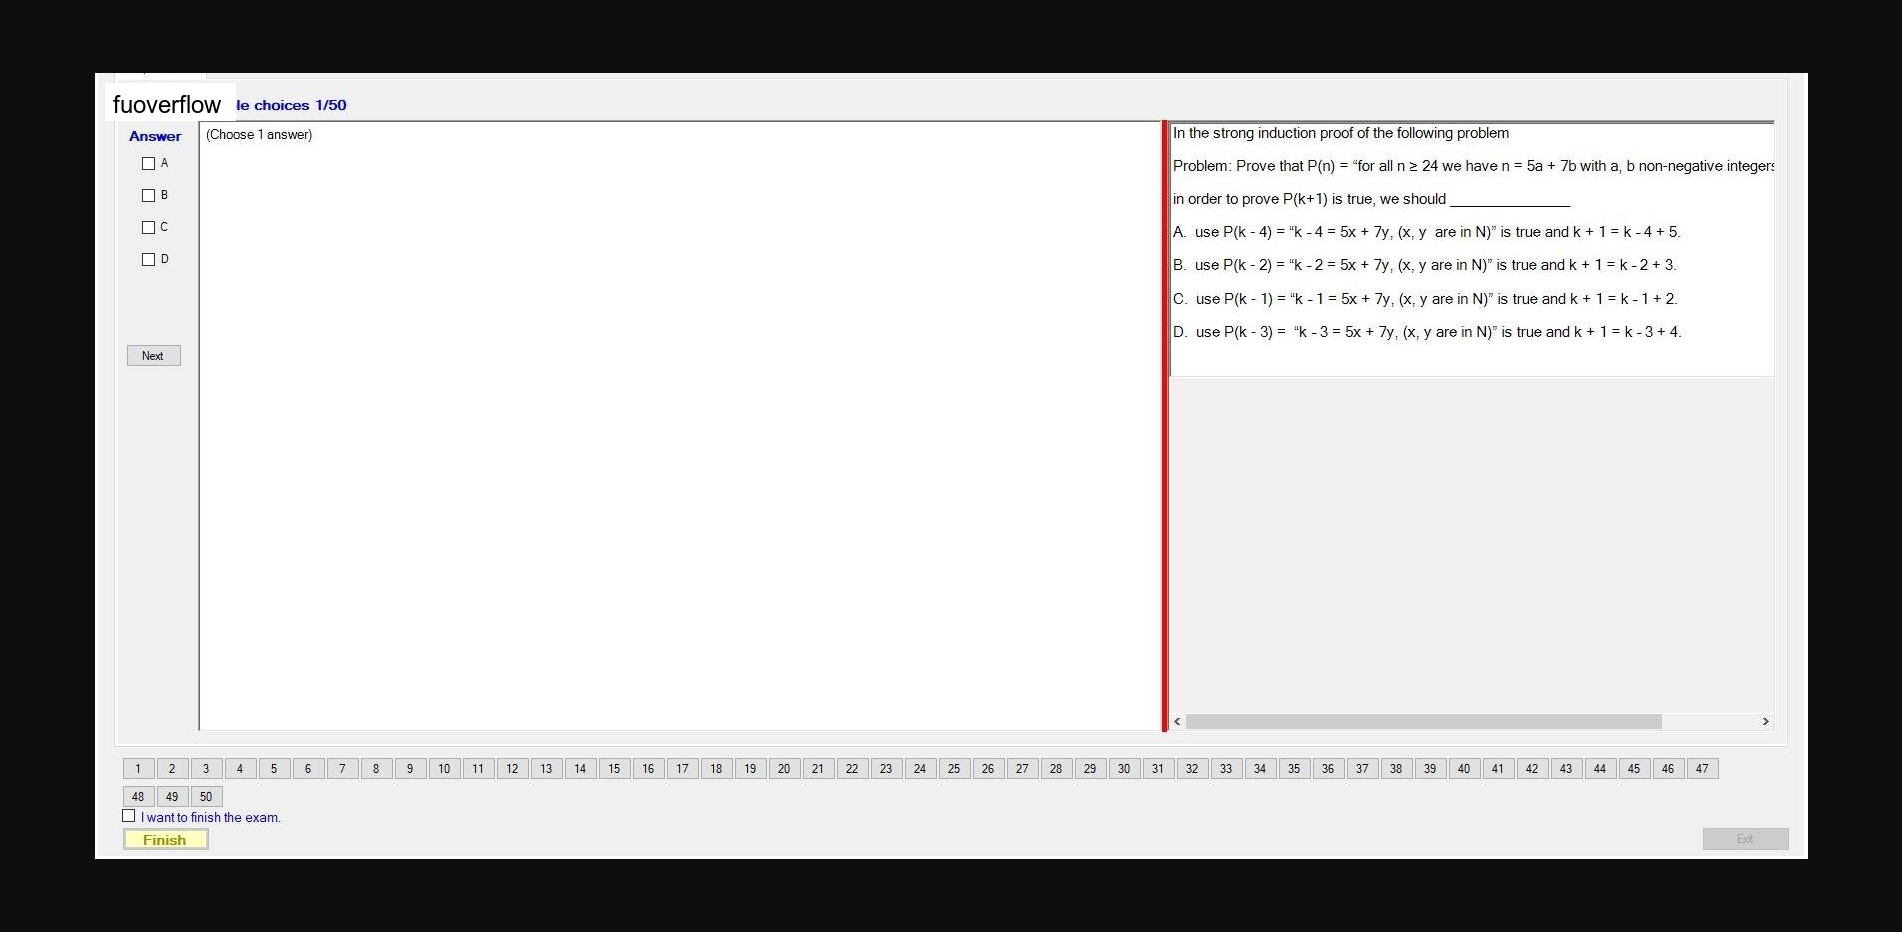 fuoverflow
le choices 1/50
Answer
(Choose 1 answer)
A
B
C
D
Next
In the strong induction proof of the following problem
Problem: Prove that P(n) = “for all n ≥ 24 we have n = 5a + 7b with a, b non-negative integers
in order to prove P(k+1) is true, we should _______________
A. use P(k - 4) = “k - 4 = 5x + 7y, (x, y are in N)” is true and k + 1 = k - 4 + 5.
B. use P(k - 2) = “k - 2 = 5x + 7y, (x, y are in N)” is true and k + 1 = k - 2 + 3.
C. use P(k - 1) = “k - 1 = 5x + 7y, (x, y are in N)” is true and k + 1 = k - 1 + 2.
D. use P(k - 3) = “k - 3 = 5x + 7y, (x, y are in N)” is true and k + 1 = k - 3 + 4.
1 2 3 4 5 6 7 8 9 10 11 12 13 14 15 16 17 18 19 20 21 22 23 24 25 26 27 28 29 30 31 32 33 34 35 36 37 38 39 40 41 42 43 44 45 46 47
48 49 50
I want to finish the exam.
Finish
Exit